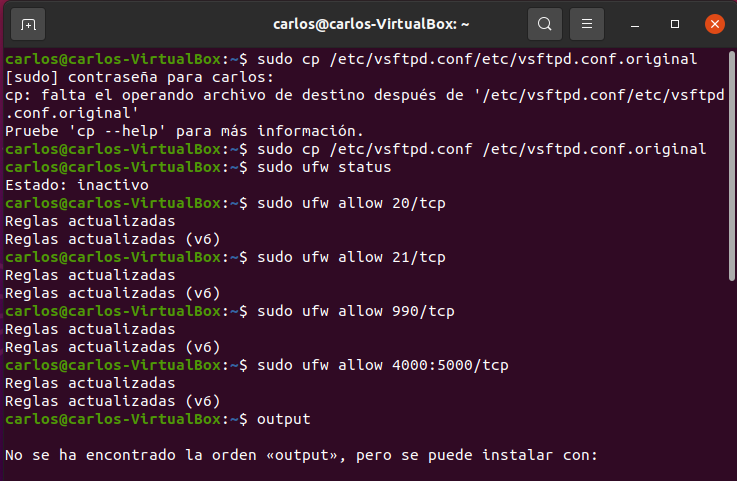 carlos@carlos-VirtualBox: ~
carlos@carlos-VirtualBox:~$ sudo cp /etc/vsftpd.conf/etc/vsftpd.conf.original
[sudo] contraseña para carlos:
cp: falta el operando archivo de destino después de '/etc/vsftpd.conf/etc/vsftpd
.conf.original'
Pruebe 'cp --help' para más información.
carlos@carlos-VirtualBox:~$ sudo cp /etc/vsftpd.conf /etc/vsftpd.conf.original
carlos@carlos-VirtualBox:~$ sudo ufw status
Estado: inactivo
carlos@carlos-VirtualBox:~$ sudo ufw allow 20/tcp
Reglas actualizadas
Reglas actualizadas (v6)
carlos@carlos-VirtualBox:~$ sudo ufw allow 21/tcp
Reglas actualizadas
Reglas actualizadas (v6)
carlos@carlos-VirtualBox:~$ sudo ufw allow 990/tcp
Reglas actualizadas
Reglas actualizadas (v6)
carlos@carlos-VirtualBox:~$ sudo ufw allow 4000:5000/tcp
Reglas actualizadas
Reglas actualizadas (v6)
carlos@carlos-VirtualBox:~$ output
No se ha encontrado la orden «output», pero se puede instalar con: